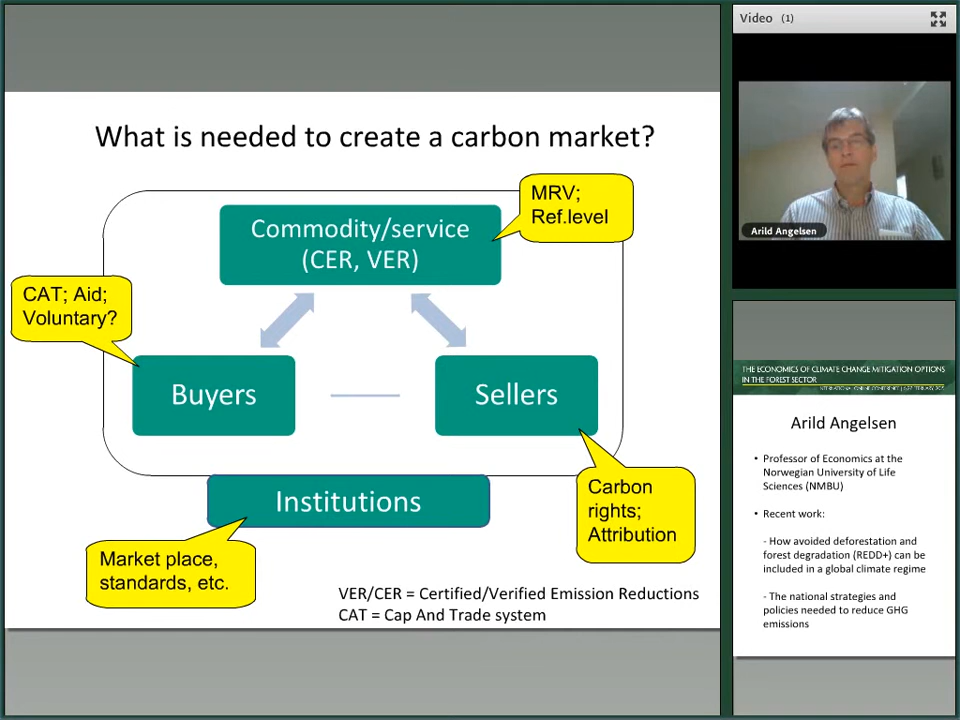 What is needed to create a carbon market?
MRV;
Ref.level
Commodity/service
(CER, VER)
CAT; Aid;
Voluntary?
Buyers
Sellers
Carbon
rights;
Attribution
Institutions
Market place,
standards, etc.
VER/CER = Certified/Verified Emission Reductions
CAT = Cap And Trade system
Video (1)
Arild Angelsen
THE ECONOMICS OF CLIMATE CHANGE MITIGATION OPTIONS
IN THE FOREST SECTOR
INTERNATIONAL ONLINE CONFERENCE
Arild Angelsen
• Professor of Economics at the
Norwegian University of Life
Sciences (NMBU)
• Recent work:
- How avoided deforestation and
forest degradation (REDD+) can be
included in a global climate regime
- The national strategies and
policies needed to reduce GHG
emissions